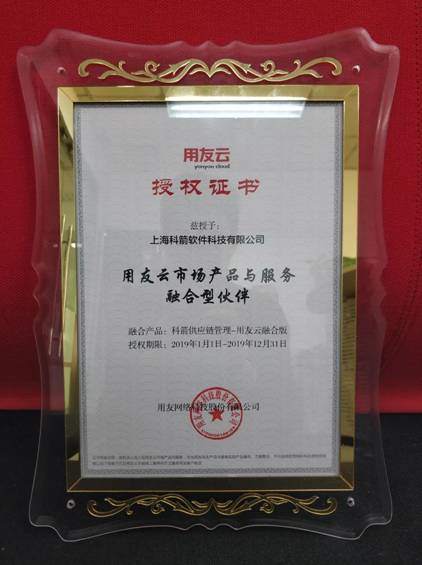 用友云
yonyou cloud
授权证书
兹授予：
上海科箭软件科技有限公司
用友云市场产品与服务
融合型伙伴
融合产品：科箭供应链管理-用友云融合版
授权期限：2019年1月1日-2019年12月31日
用友网络科技股份有限公司